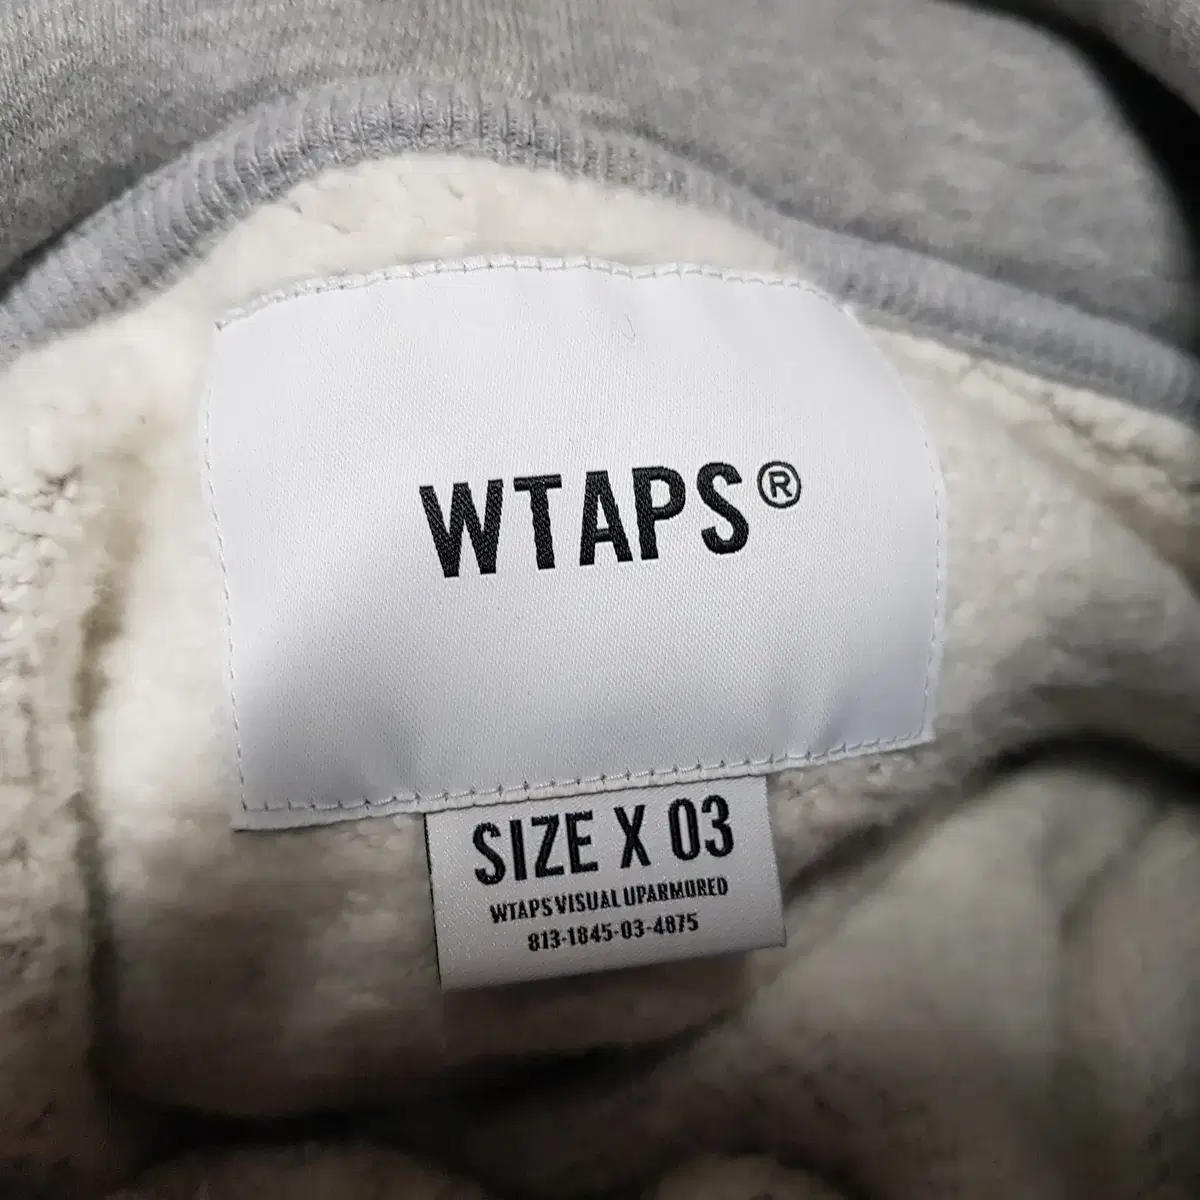 WTAPS®
SIZE X 03
WTAPS VISUAL UPARMORED
813-1845-03-4875